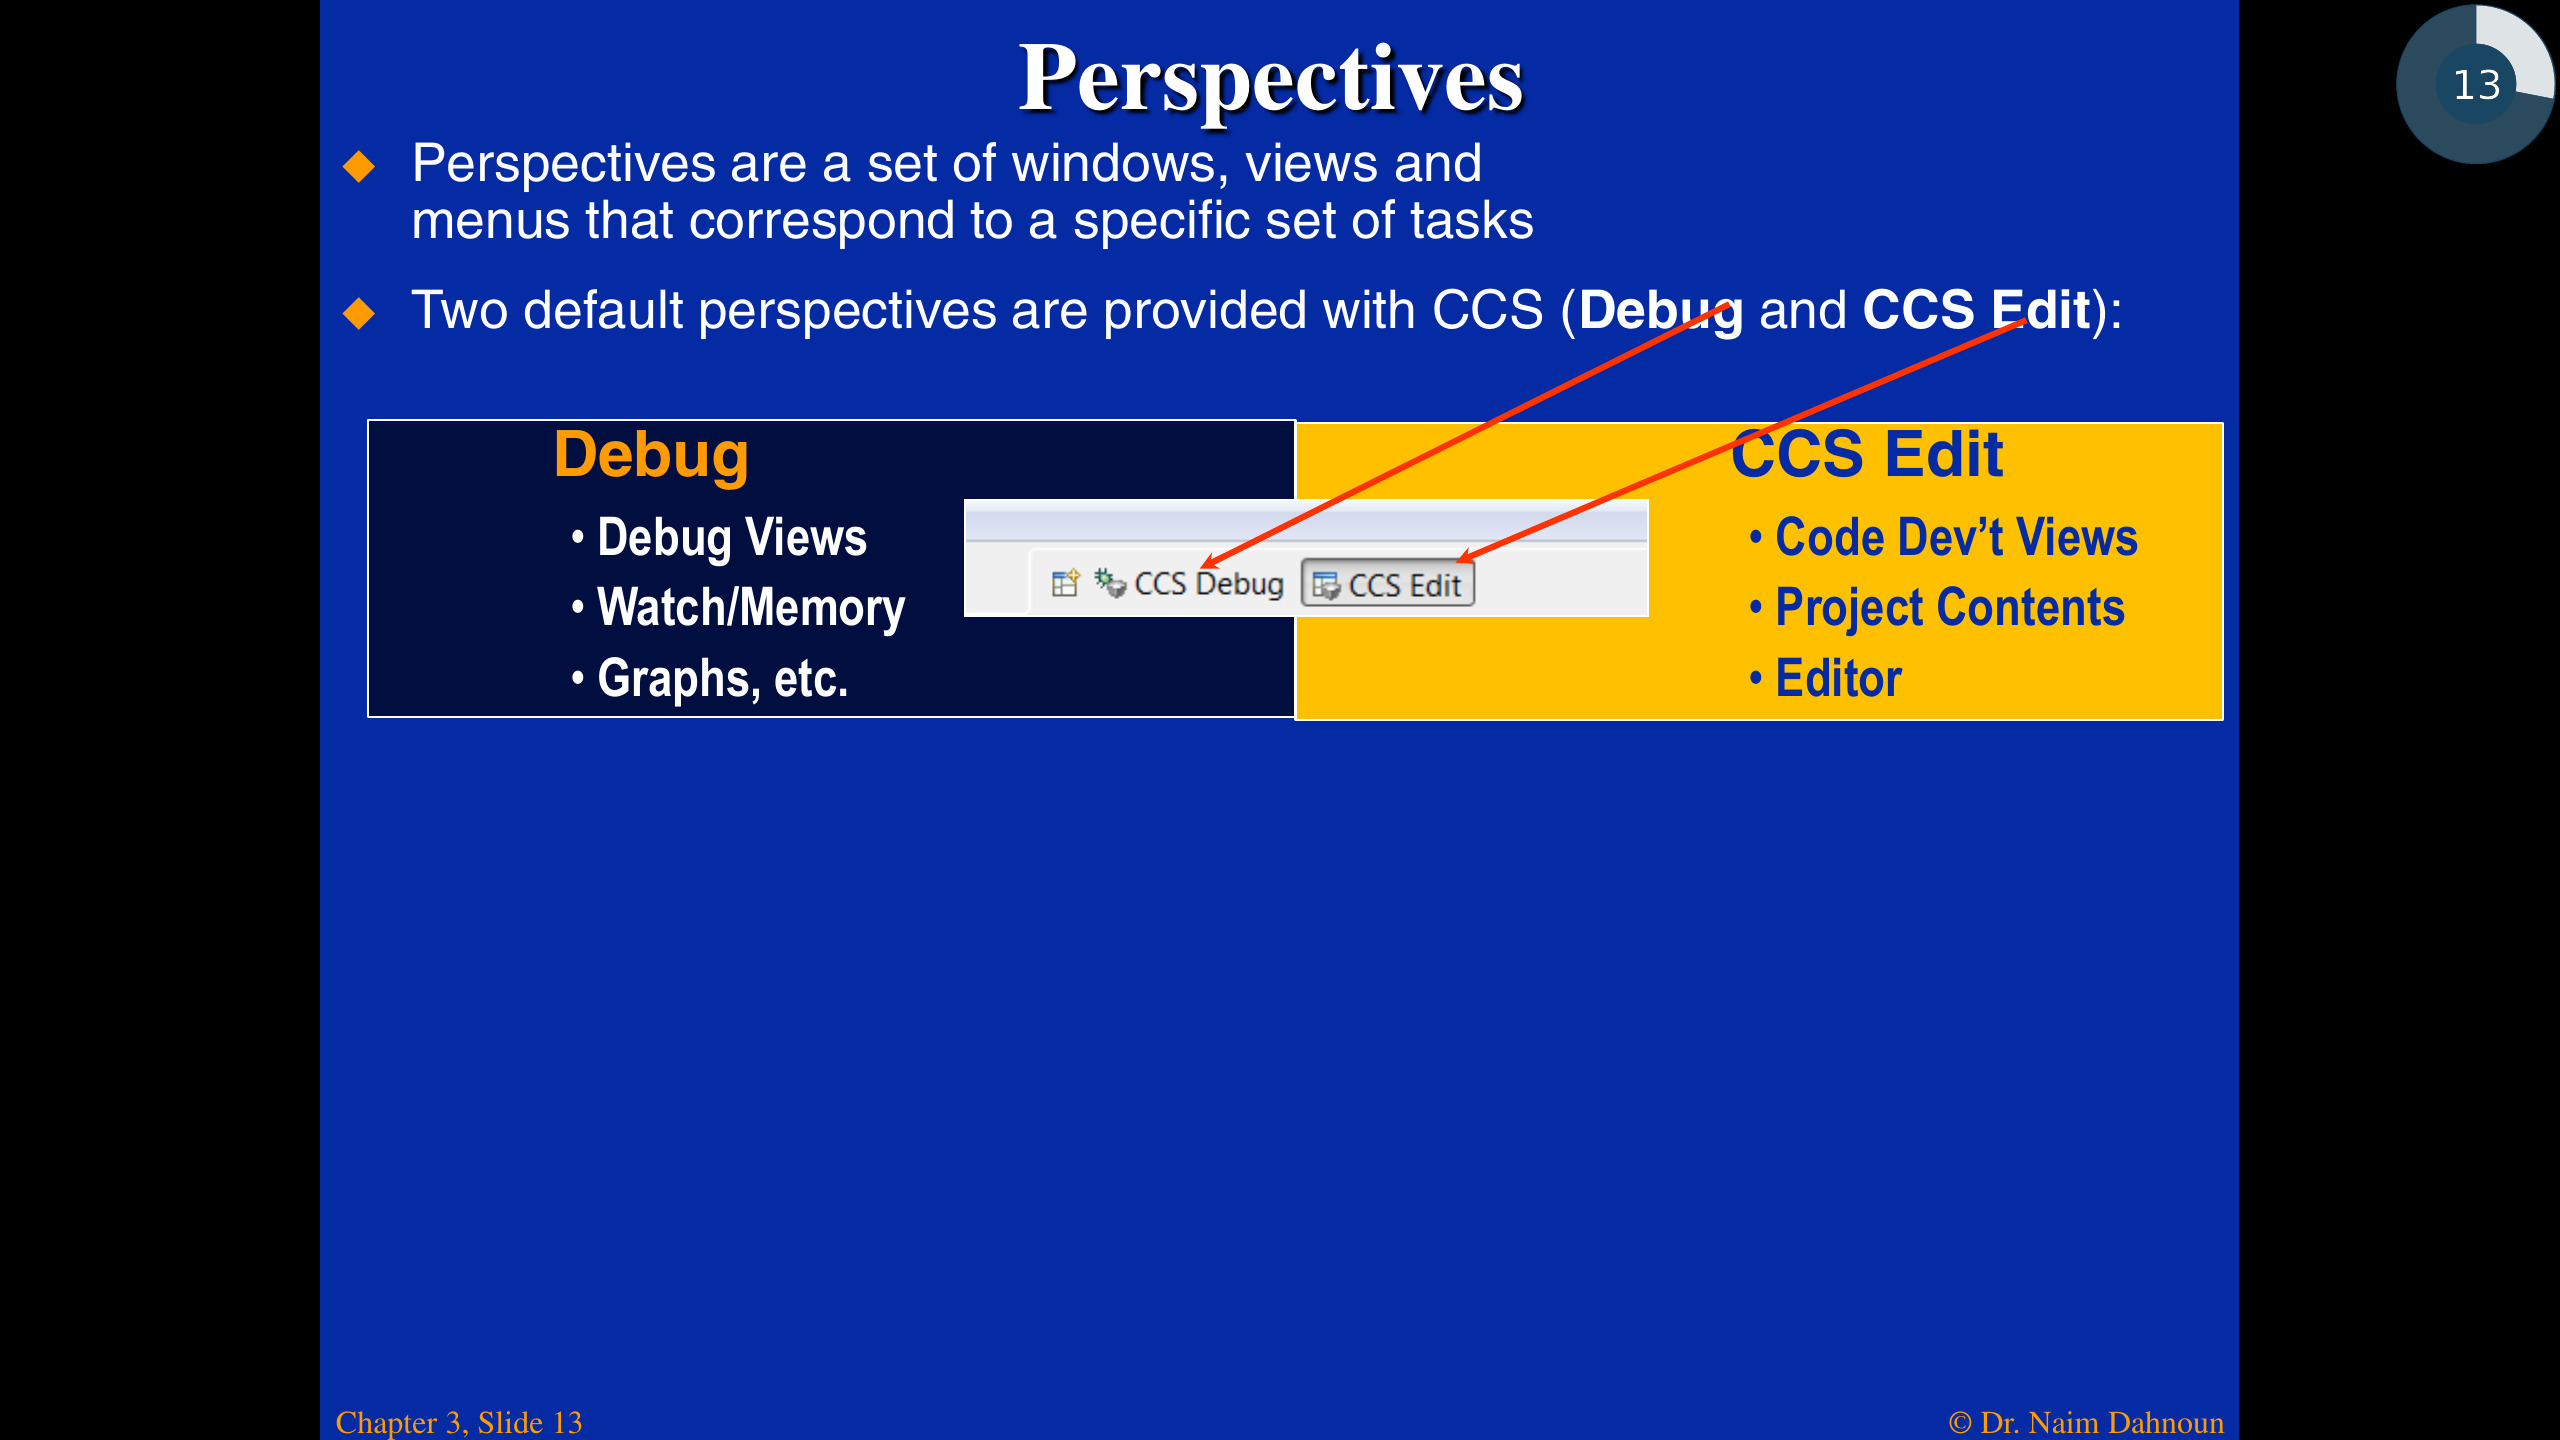 Perspectives
13
◆ Perspectives are a set of windows, views and
menus that correspond to a specific set of tasks
◆ Two default perspectives are provided with CCS (Debug and CCS Edit):
Debug
• Debug Views
• Watch/Memory
• Graphs, etc.
CCS Debug CCS Edit
CCS Edit
• Code Dev’t Views
• Project Contents
• Editor
Chapter 3, Slide 13
© Dr. Naim Dahnoun